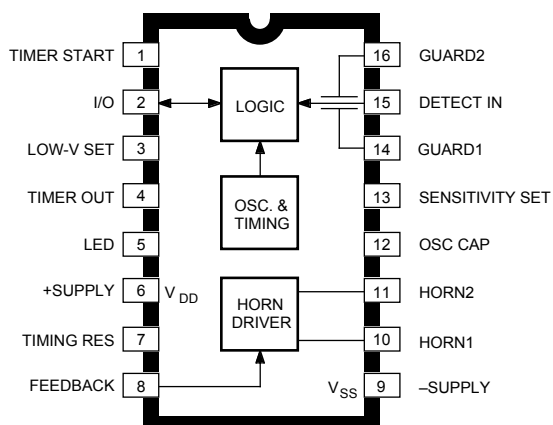 TIMER START 1 16 GUARD2
I/O 2 LOGIC 15 DETECT IN
LOW-V SET 3 14 GUARD1
TIMER OUT 4 OSC. & TIMING 13 SENSITIVITY SET
LED 5 12 OSC CAP
+SUPPLY 6 VDD 11 HORN2
TIMING RES 7 HORN DRIVER 10 HORN1
FEEDBACK 8 VSS 9 –SUPPLY